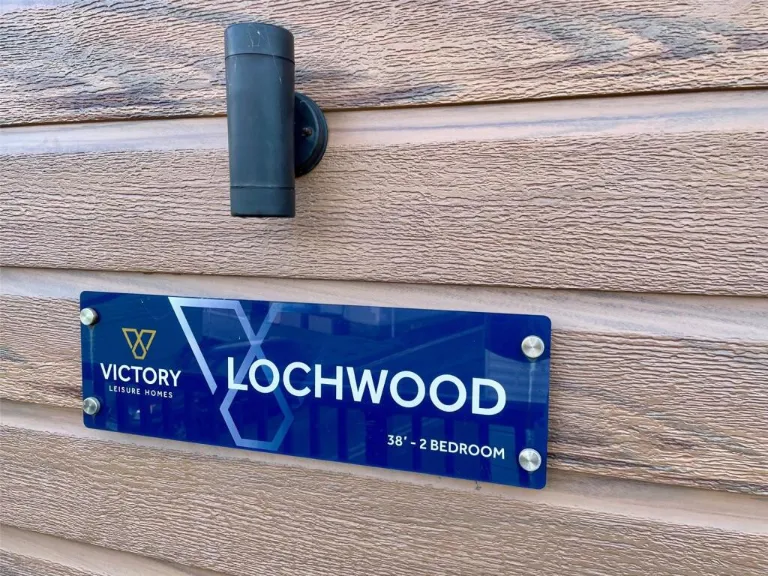 VICTORY
LEISURE HOMES
LOCHWOOD
38' - 2 BEDROOM